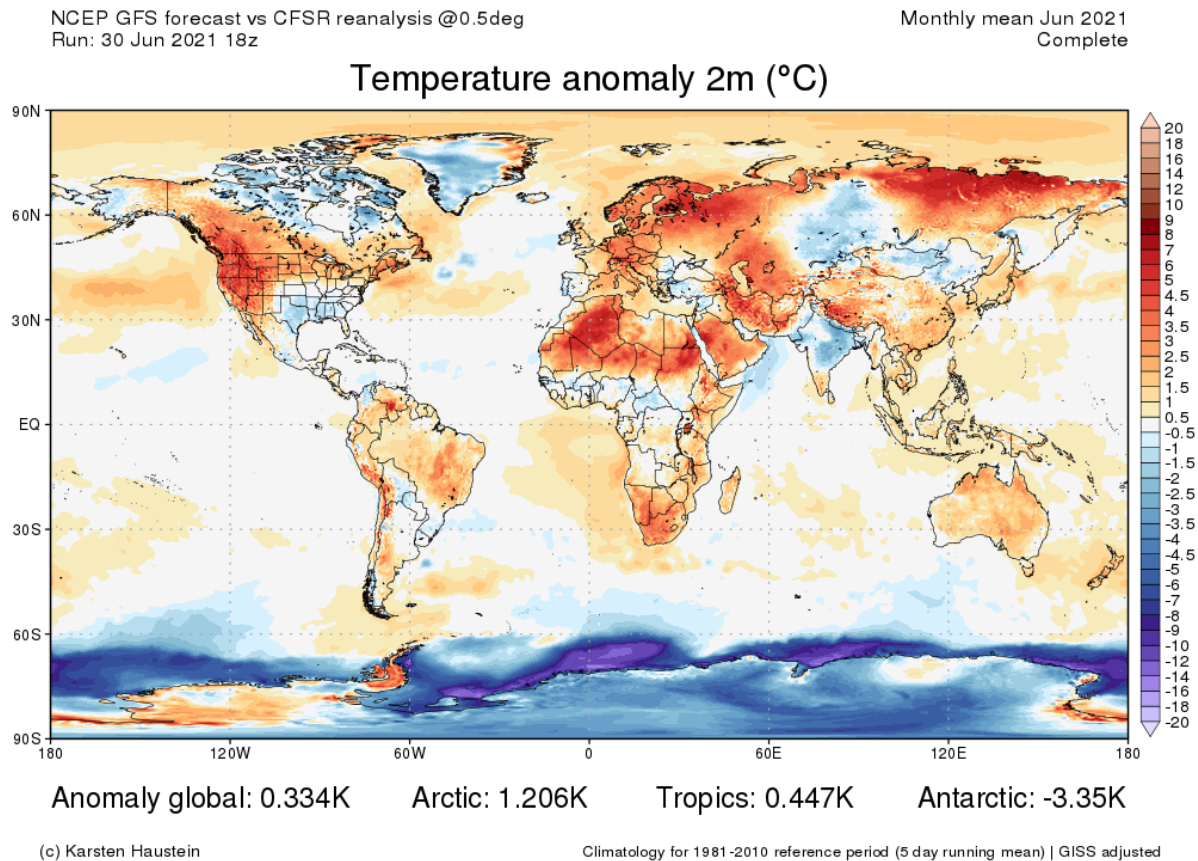 NCEP GFS forecast vs CFSR reanalysis @0.5deg
Run: 30 Jun 2021 18z
Monthly mean Jun 2021
Complete
Temperature anomaly 2m (°C)
90N
60N
30N
EQ
30S
60S
90S
180
120W
60W
0
60E
120E
180
20
18
16
14
12
10
9
8
7
6
5
4.5
4
3.5
3
2.5
2
1.5
1
0.5
-0.5
-1
-1.5
-2
-2.5
-3
-3.5
-4
-4.5
-5
-6
-7
-8
-9
-10
-12
-14
-16
-18
-20
Anomaly global: 0.334K Arctic: 1.206K Tropics: 0.447K Antarctic: -3.35K
(c) Karsten Haustein
Climatology for 1981-2010 reference period (5 day running mean) | GISS adjusted